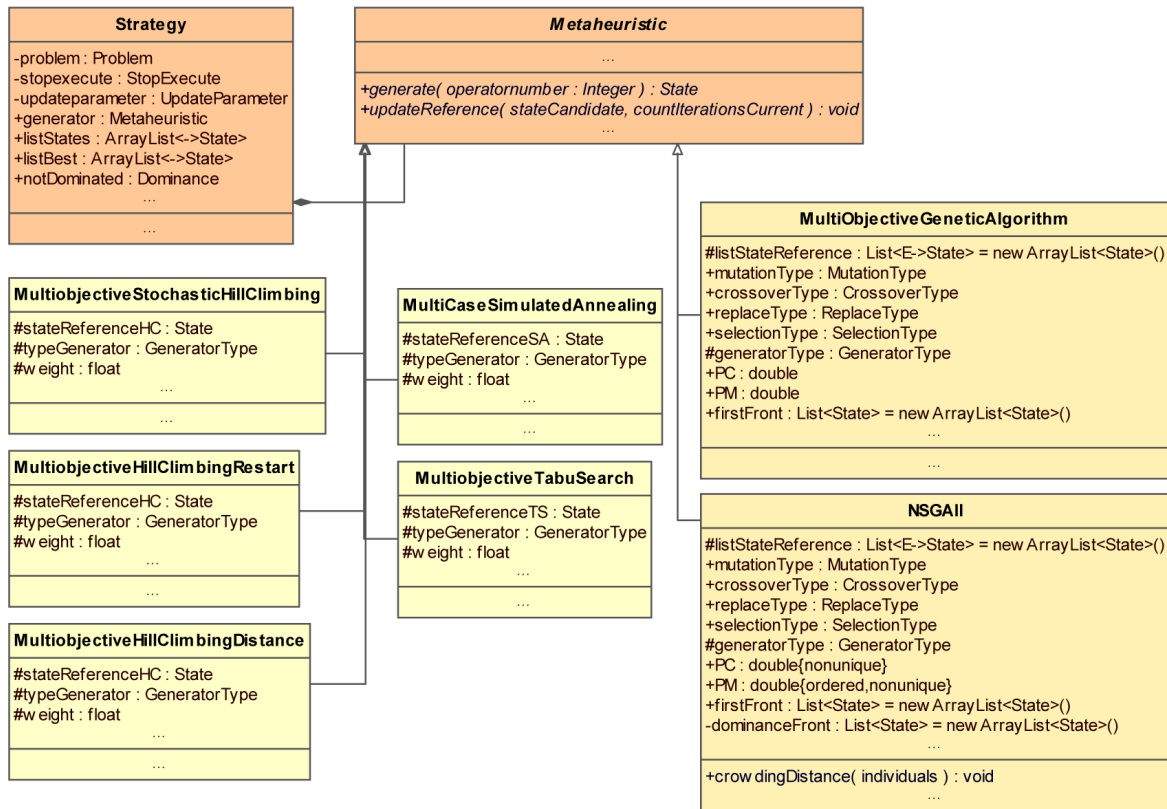 Strategy
-problem : Problem
-stopexecute : StopExecute
-updateparameter : UpdateParameter
+generator : Metaheuristic
+listStates : ArrayList<->State>
+listBest : ArrayList<->State>
+notDominated : Dominance
...
...
Metaheuristic
...
+generate( operatornumber : Integer ) : State
+updateReference( stateCandidate, countIterationsCurrent ) : void
...
MultiobjectiveStochasticHillClimbing
#stateReferenceHC : State
#typeGenerator : GeneratorType
#weight : float
...
...
MultiobjectiveHillClimbingRestart
#stateReferenceHC : State
#typeGenerator : GeneratorType
#weight : float
...
...
MultiobjectiveHillClimbingDistance
#stateReferenceHC : State
#typeGenerator : GeneratorType
#weight : float
...
...
MultiCaseSimulatedAnnealing
#stateReferenceSA : State
#typeGenerator : GeneratorType
#weight : float
...
...
MultiobjectiveTabuSearch
#stateReferenceTS : State
#typeGenerator : GeneratorType
#weight : float
...
...
MultiObjectiveGeneticAlgorithm
#listStateReference : List<E->State> = new ArrayList<State>()
+mutationType : MutationType
+crossoverType : CrossoverType
+replaceType : ReplaceType
+selectionType : SelectionType
#generatorType : GeneratorType
+PC : double
+PM : double
+firstFront : List<State> = new ArrayList<State>()
...
...
NSGAII
#listStateReference : List<E->State> = new ArrayList<State>()
+mutationType : MutationType
+crossoverType : CrossoverType
+replaceType : ReplaceType
+selectionType : SelectionType
#generatorType : GeneratorType
+PC : double{nonunique}
+PM : double{ordered,nonunique}
+firstFront : List<State> = new ArrayList<State>()
-dominanceFront : List<State> = new ArrayList<State>()
...
+crowdingDistance( individuals ) : void
...